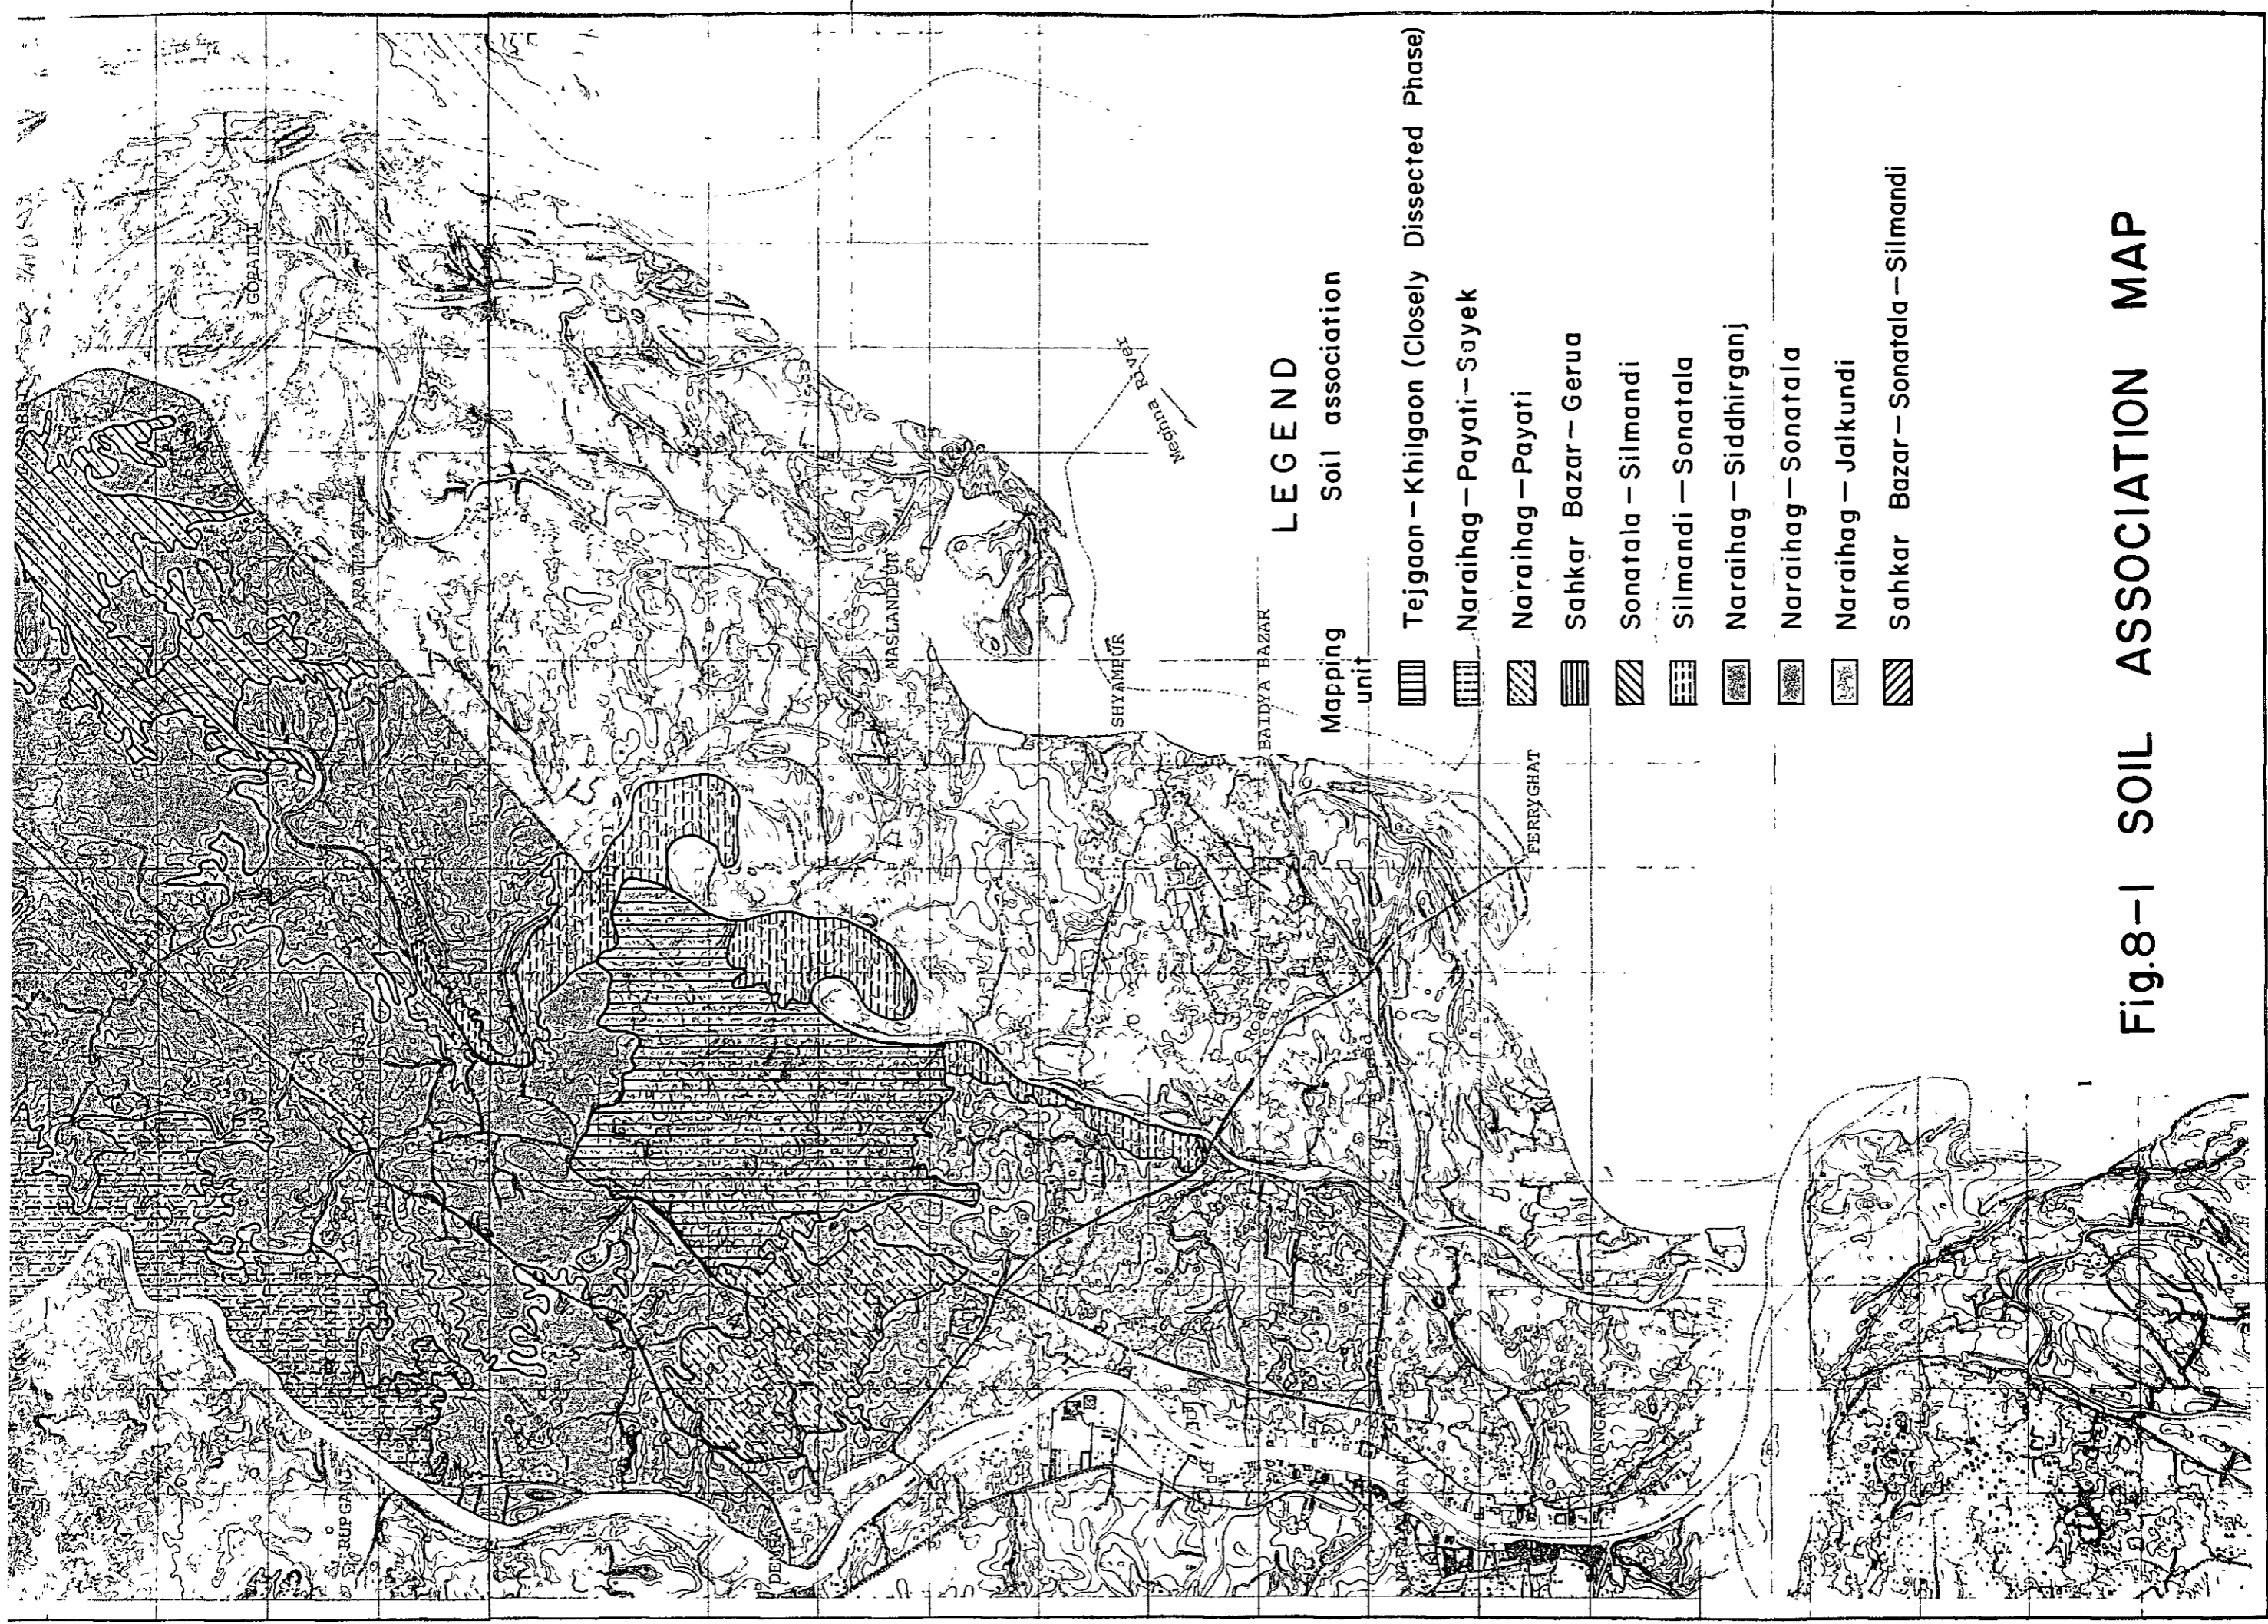 GOPALDI
ARAIHAZAR
MASLANDPUR
SHYAMPUR
BAIDYA BAZAR
FERRYGHAT
Meghna River
RUPGANJ
DEMRA
NARAYANGANJ
LEGEND
Mapping unit
Soil association
Tejgaon — Khilgaon (Closely Dissected Phase)
Naraihag — Payati — Sayek
Naraihag — Payati
Sahkar Bazar — Gerua
Sonatala — Silmandi
Silmandi — Sonatala
Naraihag — Siddhirganj
Naraihag — Sonatala
Naraihag — Jalkundi
Sahkar Bazar — Sonatala — Silmandi
Fig.8-1 SOIL ASSOCIATION MAP